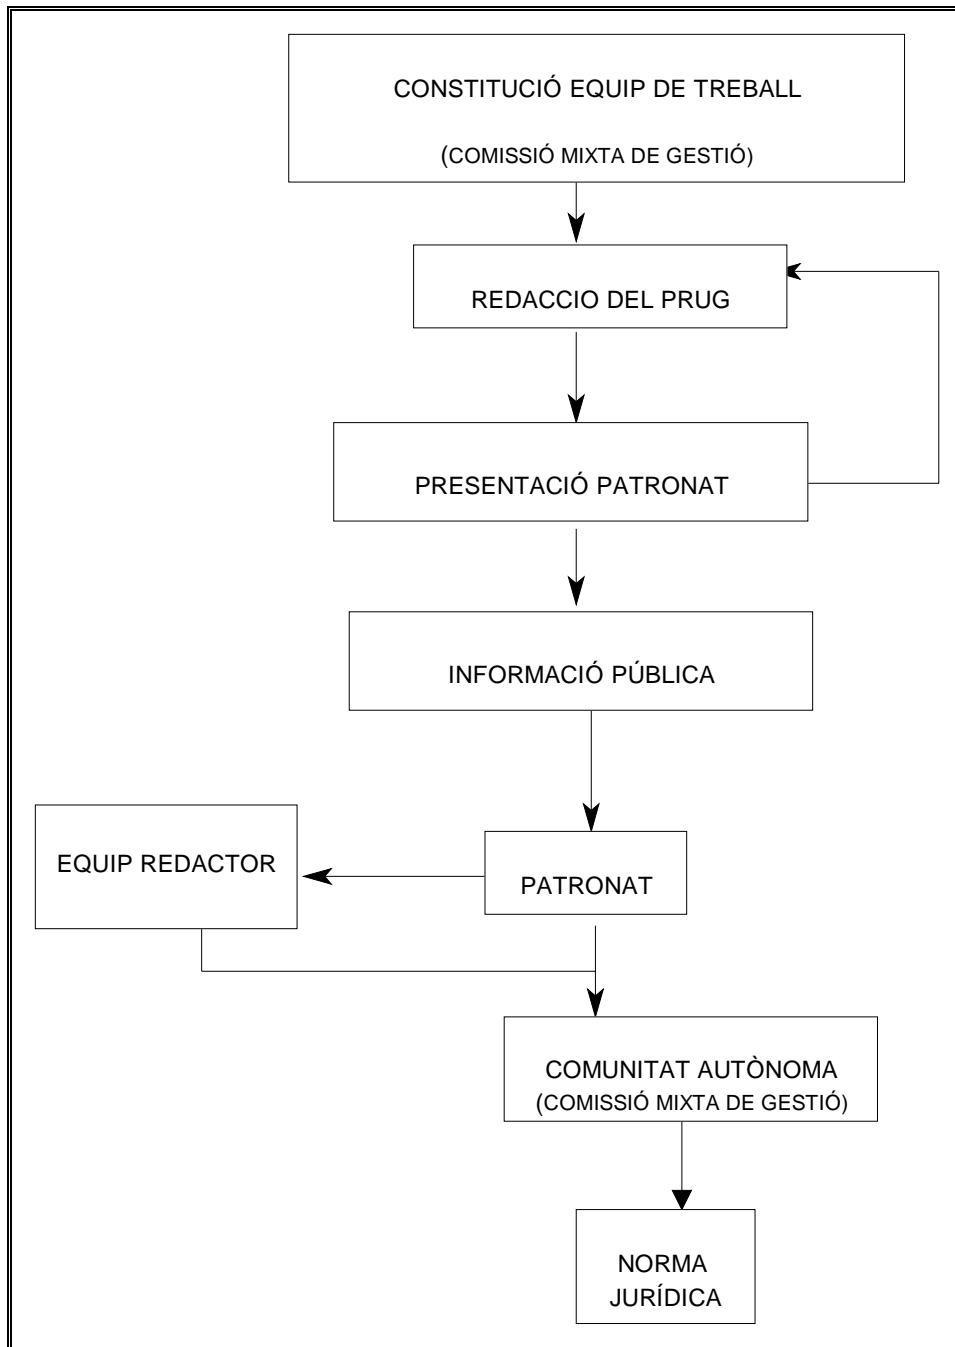 CONSTITUCIÓ EQUIP DE TREBALL
(COMISSIÓ MIXTA DE GESTIÓ)
REDACCIO DEL PRUG
PRESENTACIÓ PATRONAT
INFORMACIÓ PÚBLICA
EQUIP REDACTOR
PATRONAT
COMUNITAT AUTÒNOMA
(COMISSIÓ MIXTA DE GESTIÓ)
NORMA
JURÍDICA